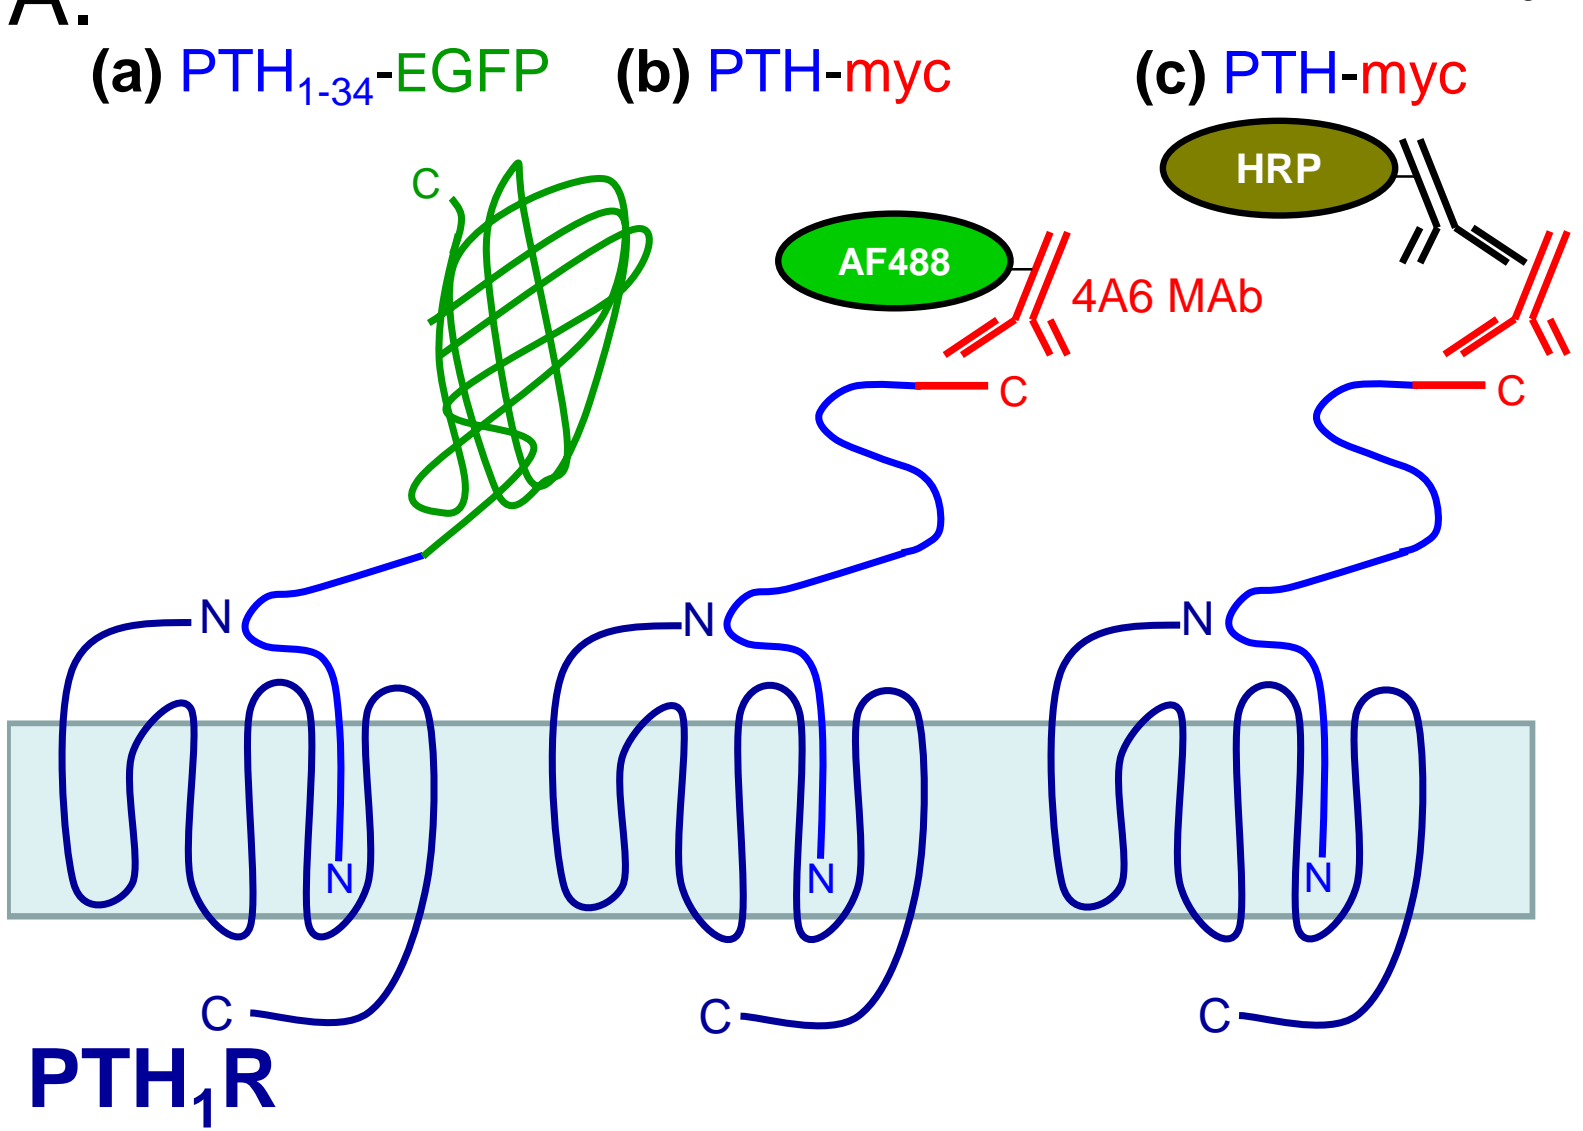 A.
(a) PTH1-34-EGFP (b) PTH-myc (c) PTH-myc
HRP
C
AF488
4A6 MAb
C C
N N N
N N N
C C C
PTH1R